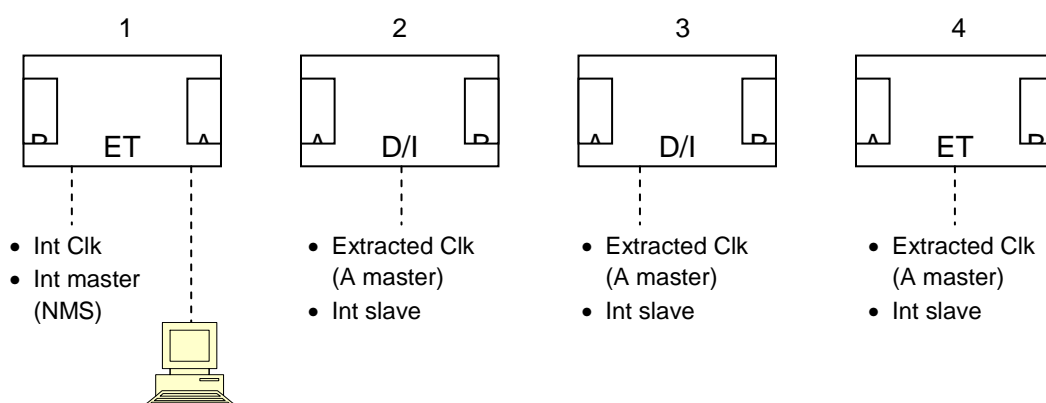 1 2 3 4
B ET A
A D/I B
A D/I B
A ET B
• Int Clk
• Int master
(NMS)
• Extracted Clk
(A master)
• Int slave
• Extracted Clk
(A master)
• Int slave
• Extracted Clk
(A master)
• Int slave